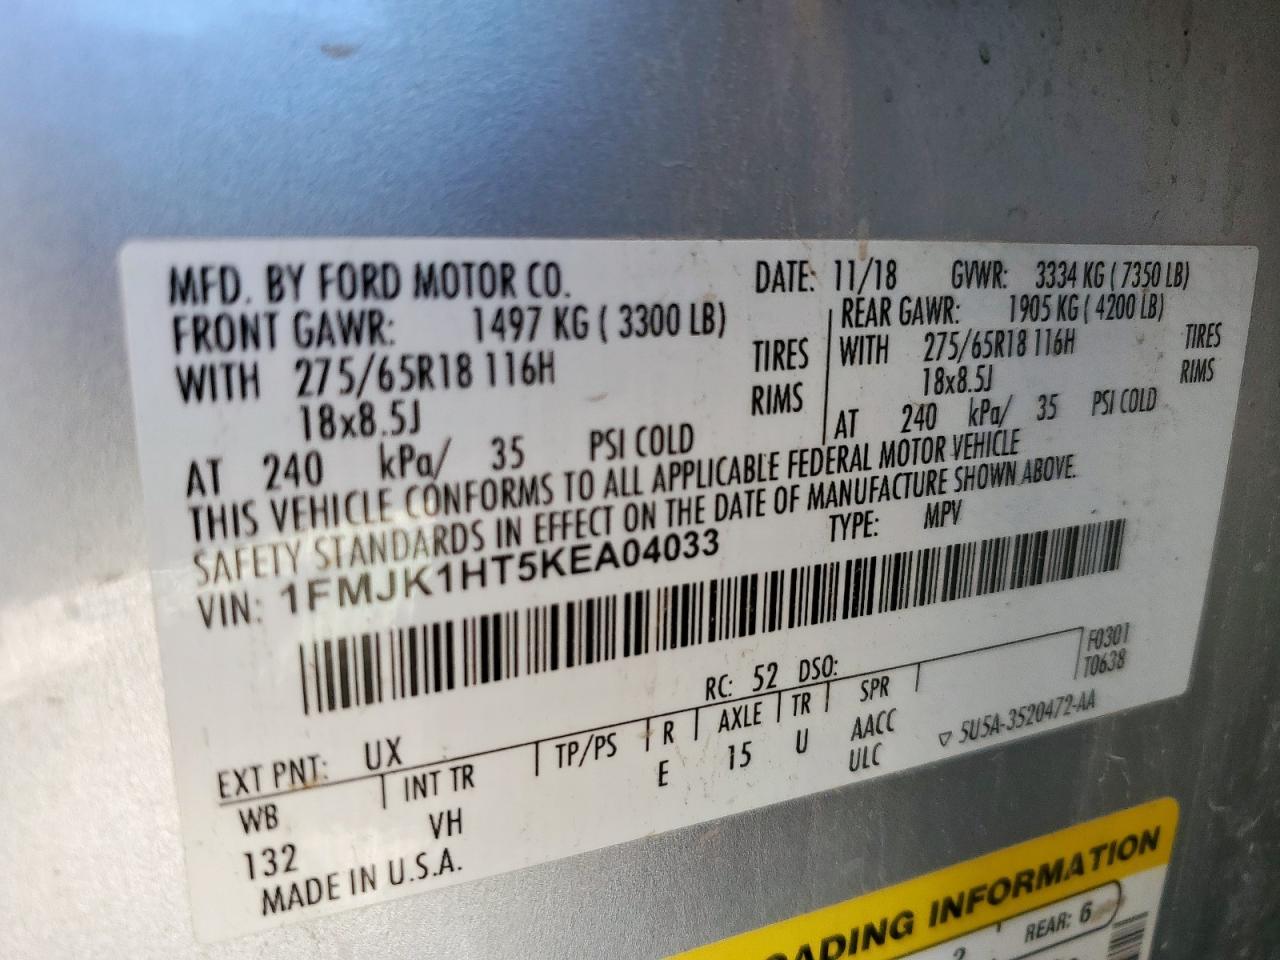 MFD. BY FORD MOTOR CO. DATE: 11/18 GVWR: 3334 KG ( 7350 LB)
FRONT GAWR: 1497 KG ( 3300 LB) REAR GAWR: 1905 KG ( 4200 LB)
WITH 275/65R18 116H TIRES WITH 275/65R18 116H TIRES
18x8.5J RIMS 18x8.5J RIMS
AT 240 kPa/ 35 PSI COLD AT 240 kPa/ 35 PSI COLD
THIS VEHICLE CONFORMS TO ALL APPLICABLE FEDERAL MOTOR VEHICLE
SAFETY STANDARDS IN EFFECT ON THE DATE OF MANUFACTURE SHOWN ABOVE.
VIN: 1FMJK1HT5KEA04033 TYPE: MPV
F0301
T0638
EXT PNT: UX RC: 52 DSO:
WB INT TR TP/PS R AXLE TR SPR
132 VH E 15 U AACC
ULC
▽ 5U5A-3520472-AA
MADE IN U.S.A.
LOADING INFORMATION
2 REAR: 6